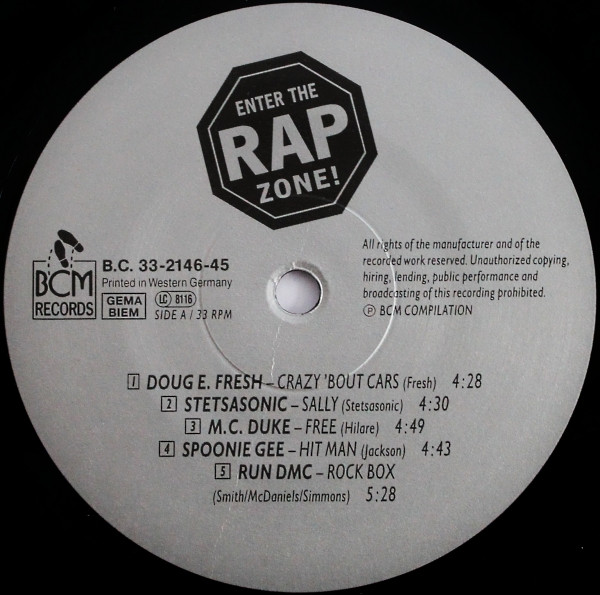 ENTER THE
RAP
ZONE!
BCM
RECORDS
B.C. 33-2146-45
Printed in Western Germany
GEMA
BIEM
LC 8116
SIDE A / 33 RPM
All rights of the manufacturer and of the
recorded work reserved. Unauthorized copying,
hiring, lending, public performance and
broadcasting of this recording prohibited.
Ⓟ BCM COMPILATION
1 DOUG E. FRESH – CRAZY 'BOUT CARS (Fresh) 4:28
2 STETSASONIC – SALLY (Stetsasonic) 4:30
3 M.C. DUKE – FREE (Hilare) 4:49
4 SPOONIE GEE – HIT MAN (Jackson) 4:43
5 RUN DMC – ROCK BOX
(Smith/McDaniels/Simmons) 5:28